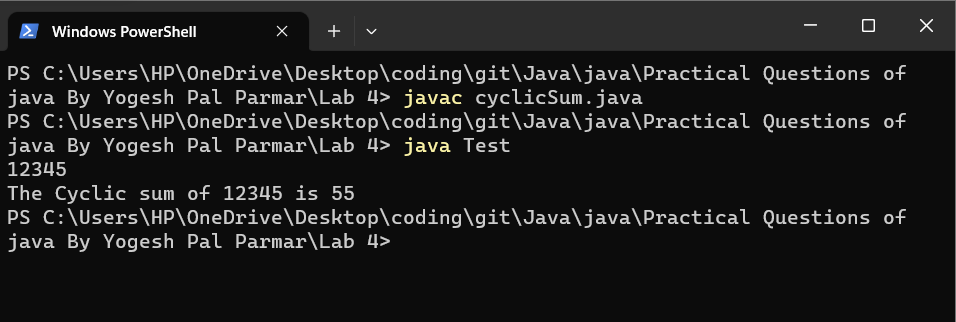 Windows PowerShell
PS C:\Users\HP\OneDrive\Desktop\coding\git\Java\java\Practical Questions of
java By Yogesh Pal Parmar\Lab 4> javac cyclicSum.java
PS C:\Users\HP\OneDrive\Desktop\coding\git\Java\java\Practical Questions of
java By Yogesh Pal Parmar\Lab 4> java Test
12345
The Cyclic sum of 12345 is 55
PS C:\Users\HP\OneDrive\Desktop\coding\git\Java\java\Practical Questions of
java By Yogesh Pal Parmar\Lab 4>